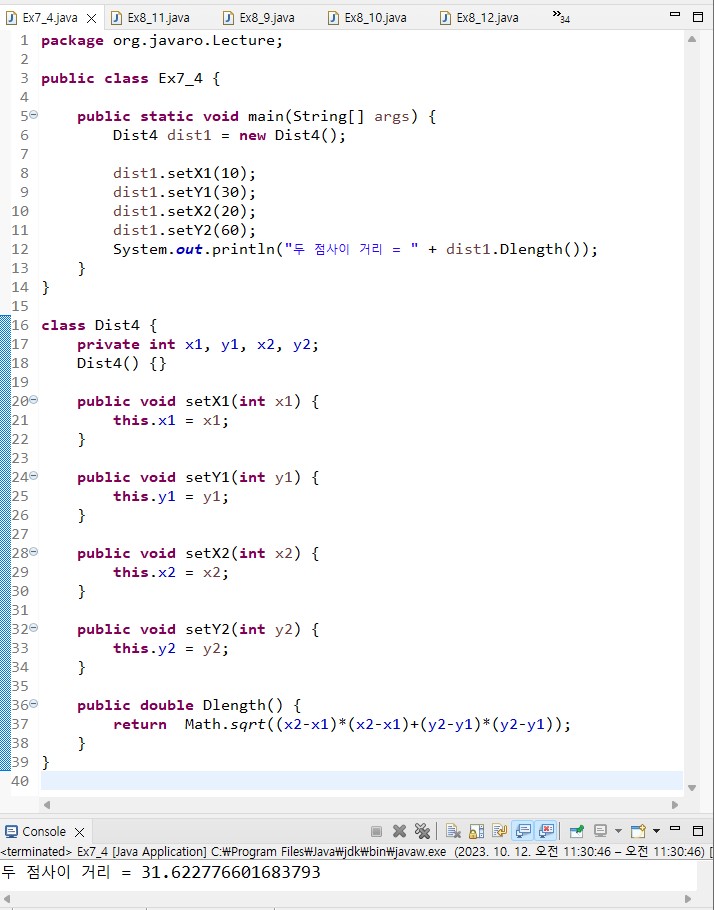 Ex7_4.java Ex8_11.java Ex8_9.java Ex8_10.java Ex8_12.java »34
1 package org.javaro.Lecture;
2
3 public class Ex7_4 {
4
5 public static void main(String[] args) {
6 Dist4 dist1 = new Dist4();
7
8 dist1.setX1(10);
9 dist1.setY1(30);
10 dist1.setX2(20);
11 dist1.setY2(60);
12 System.out.println("두 점사이 거리 = " + dist1.Dlength());
13 }
14 }
15
16 class Dist4 {
17 private int x1, y1, x2, y2;
18 Dist4() {}
19
20 public void setX1(int x1) {
21 this.x1 = x1;
22 }
23
24 public void setY1(int y1) {
25 this.y1 = y1;
26 }
27
28 public void setX2(int x2) {
29 this.x2 = x2;
30 }
31
32 public void setY2(int y2) {
33 this.y2 = y2;
34 }
35
36 public double Dlength() {
37 return  Math.sqrt((x2-x1)*(x2-x1)+(y2-y1)*(y2-y1));
38 }
39 }
40
Console
<terminated> Ex7_4 [Java Application] C:₩Program Files₩Java₩jdk₩bin₩javaw.exe (2023. 10. 12. 오전 11:30:46 – 오전 11:30:46) [
두 점사이 거리 = 31.622776601683793